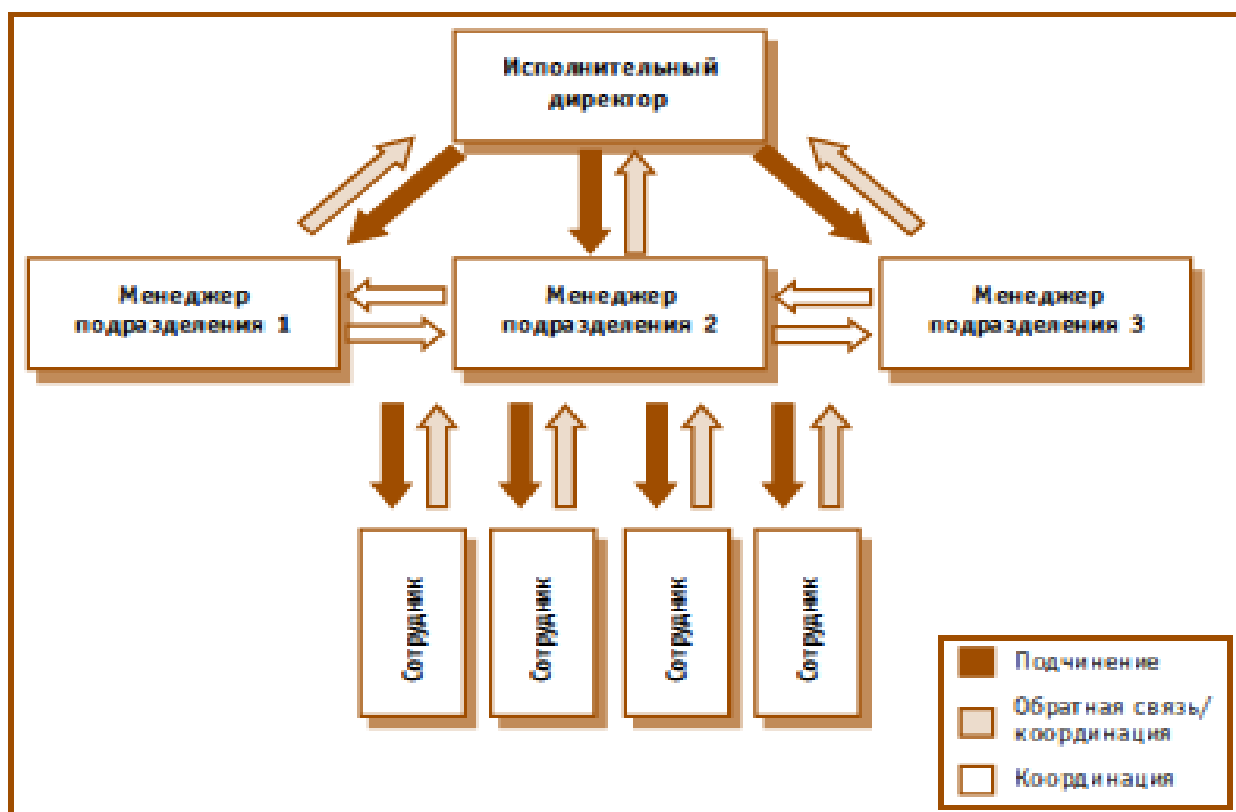 Исполнительный
директор
Менеджер
подразделения 1
Менеджер
подразделения 2
Менеджер
подразделения 3
Сотрудник
Сотрудник
Сотрудник
Сотрудник
Подчинение
Обратная связь/
координация
Координация